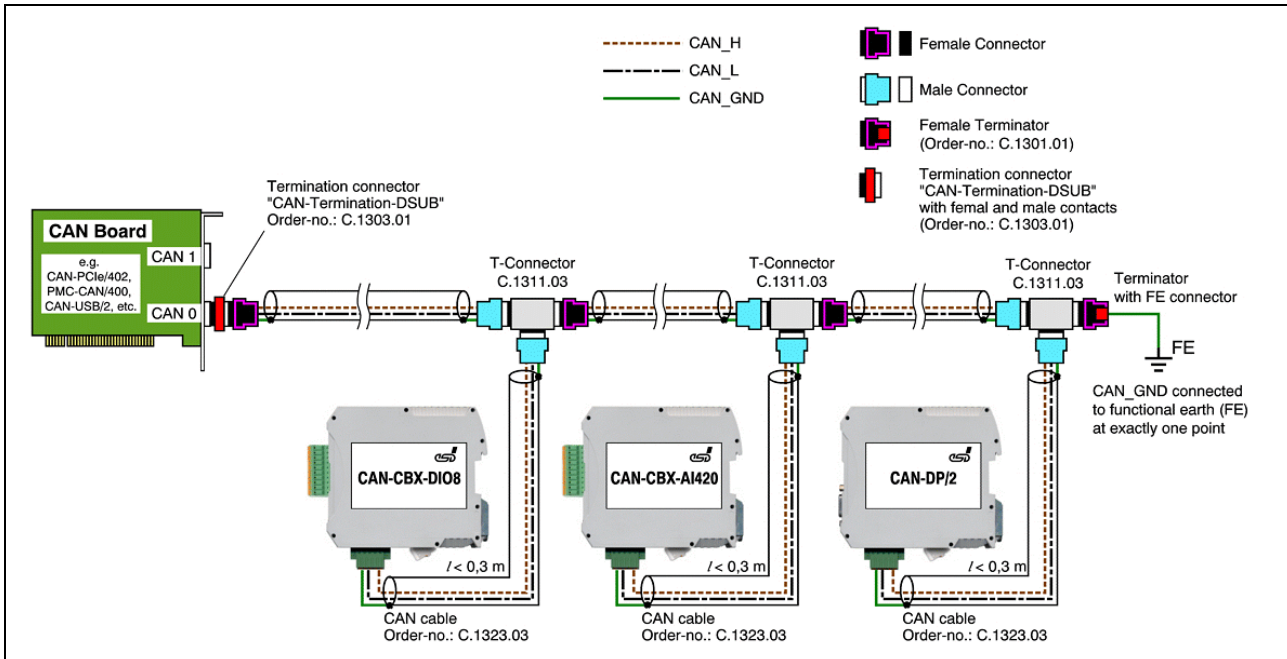 CAN_H
CAN_L
CAN_GND
Female Connector
Male Connector
Female Terminator
(Order-no.: C.1301.01)
Termination connector
"CAN-Termination-DSUB"
with femal and male contacts
(Order-no.: C.1303.01)
Termination connector
"CAN-Termination-DSUB"
Order-no.: C.1303.01
CAN Board
e.g.
CAN-PCIe/402,
PMC-CAN/400,
CAN-USB/2, etc.
CAN 1
CAN 0
T-Connector
C.1311.03
T-Connector
C.1311.03
T-Connector
C.1311.03
Terminator
with FE connector
FE
CAN_GND connected
to functional earth (FE)
at exactly one point
esd
CAN-CBX-DIO8
esd
CAN-CBX-AI420
esd
CAN-DP/2
l < 0,3 m
l < 0,3 m
l < 0,3 m
CAN cable
Order-no.: C.1323.03
CAN cable
Order-no.: C.1323.03
CAN cable
Order-no.: C.1323.03